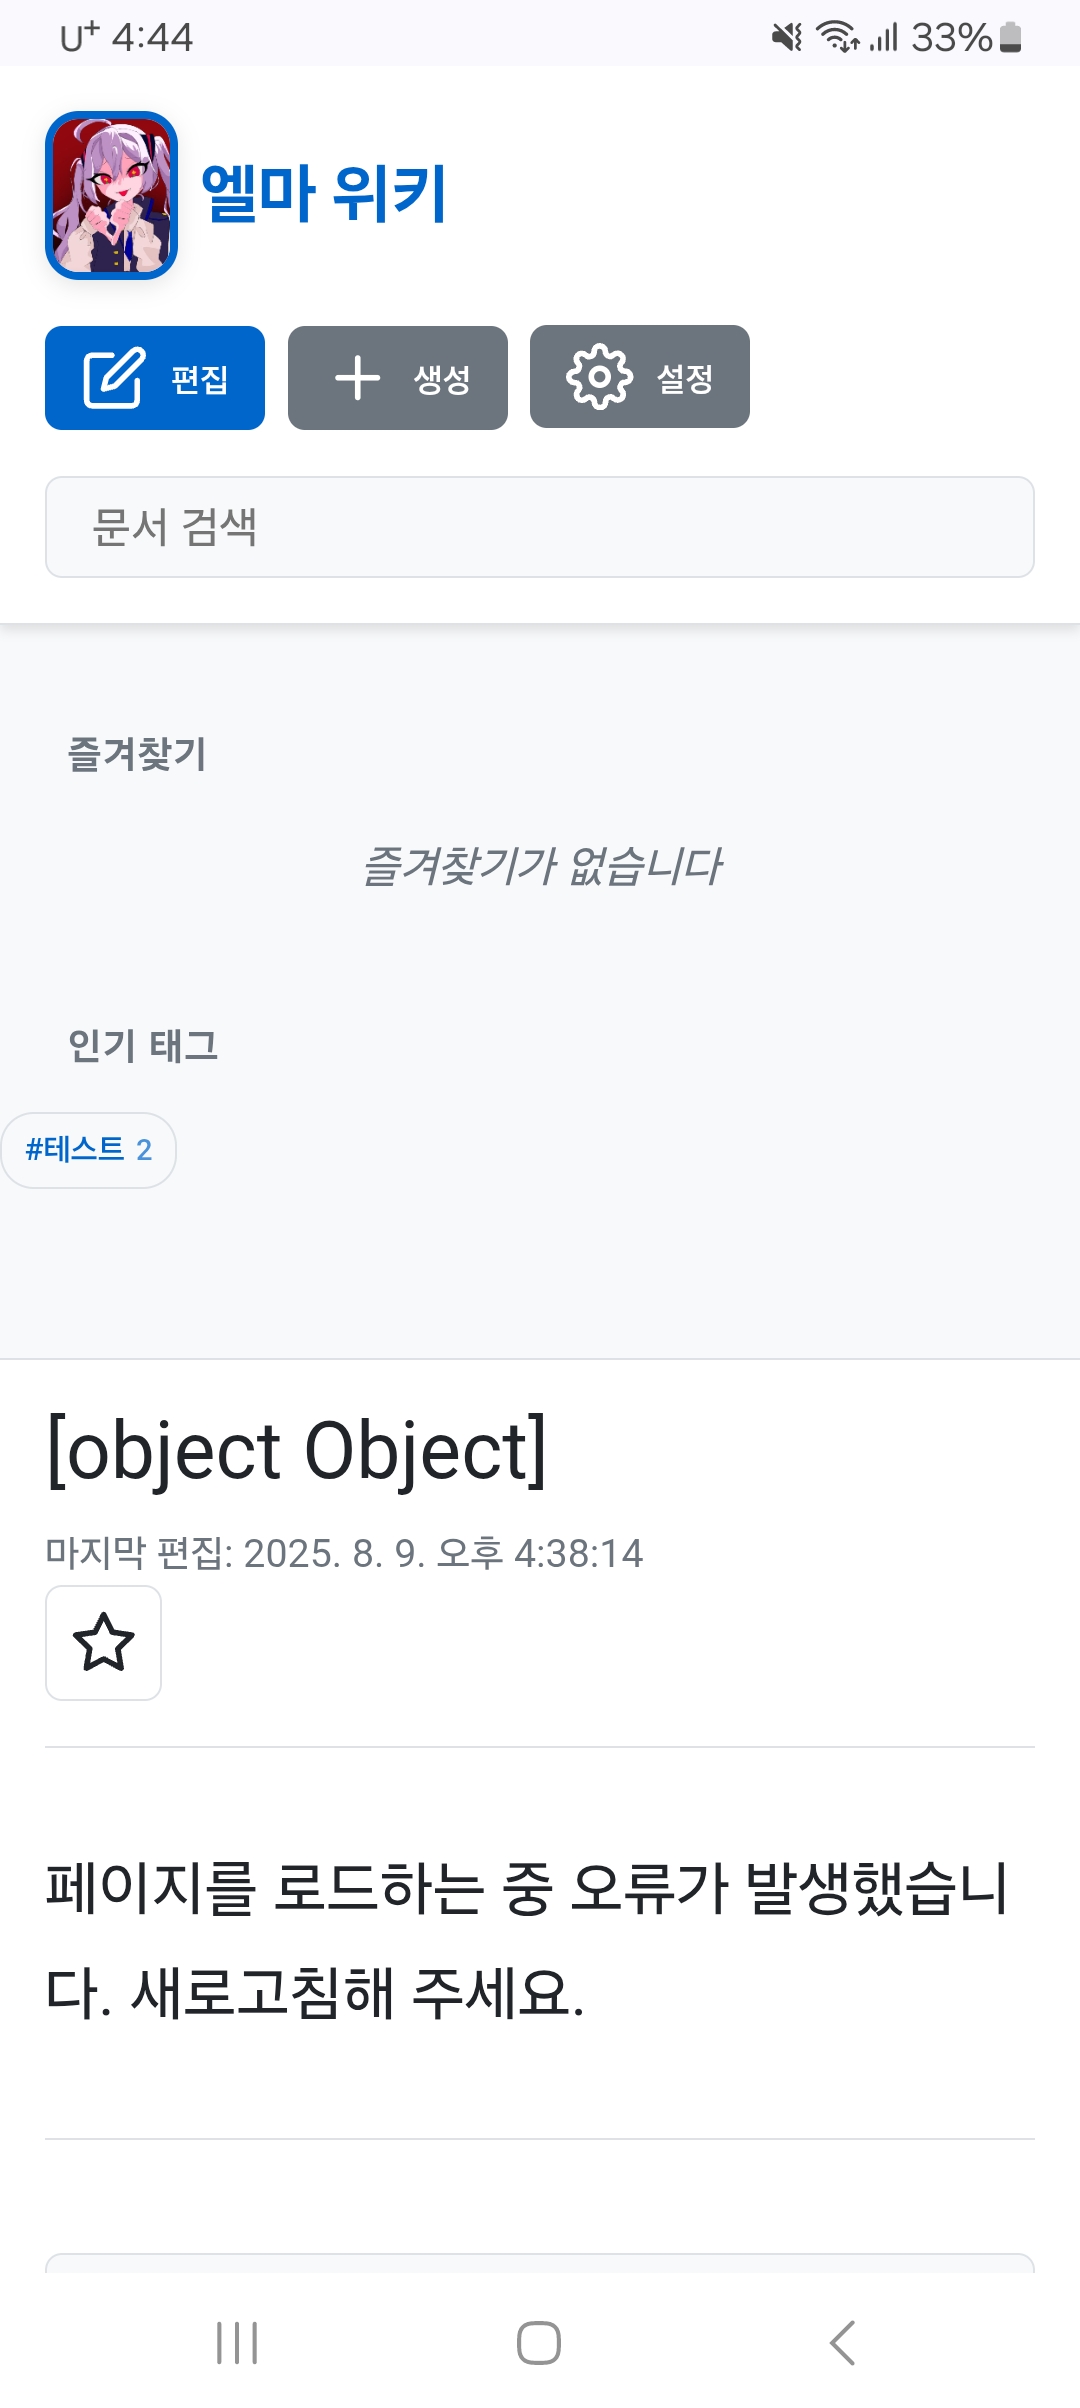 U+ 4:44
33%
엘마 위키
편집
생성
설정
문서 검색
즐겨찾기
즐겨찾기가 없습니다
인기 태그
#테스트 2
[object Object]
마지막 편집: 2025. 8. 9. 오후 4:38:14
페이지를 로드하는 중 오류가 발생했습니
다. 새로고침해 주세요.